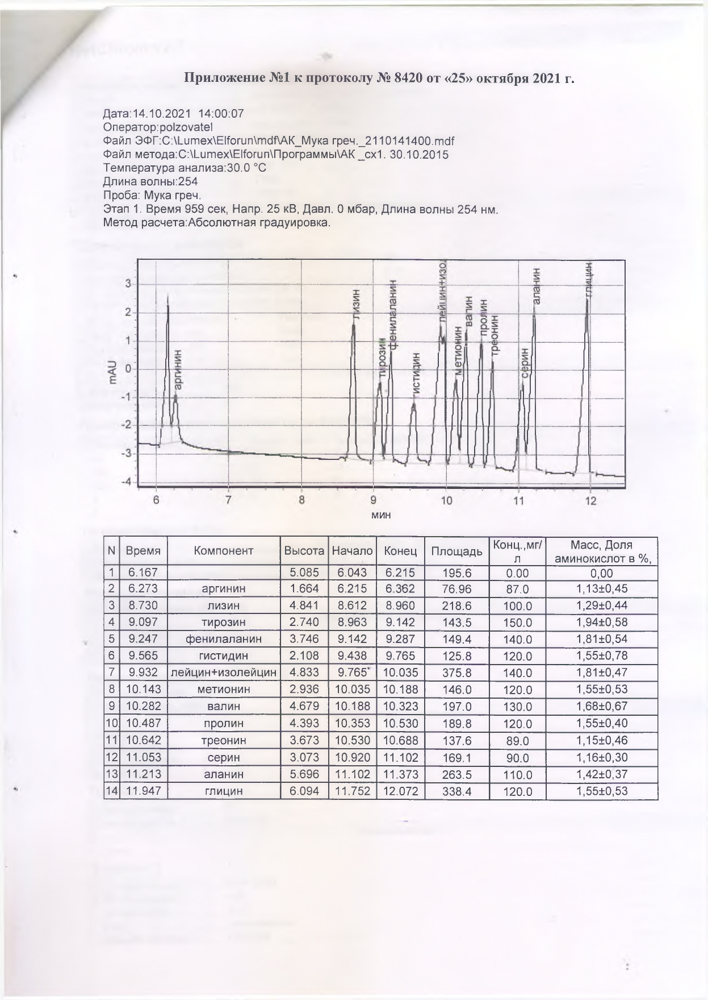 Приложение №1 к протоколу № 8420 от «25» октября 2021 г.
Дата:14.10.2021 14:00:07
Оператор:polzovatel
Файл ЭФГ:C:\Lumex\Elforun\mdf\АК_Мука греч._2110141400.mdf
Файл метода:C:\Lumex\Elforun\Программы\АК _сх1. 30.10.2015
Температура анализа:30.0 °C
Длина волны:254
Проба: Мука греч.
Этап 1. Время 959 сек, Напр. 25 кВ, Давл. 0 мбар, Длина волны 254 нм.
Метод расчета:Абсолютная градуировка.
аргинин
лизин
тирозин
фенилаланин
гистидин
лейцин+изо
метионин
валин
пролин
треонин
серин
аланин
глицин
mAU
3
2
1
0
-1
-2
-3
-4
6 7 8 9 10 11 12
мин
N Время Компонент Высота Начало Конец Площадь Конц.,мг/л Масс, Доля аминокислот в %,
1 6.167 5.085 6.043 6.215 195.6 0.00 0,00
2 6.273 аргинин 1.664 6.215 6.362 76.96 87.0 1,13±0,45
3 8.730 лизин 4.841 8.612 8.960 218.6 100.0 1,29±0,44
4 9.097 тирозин 2.740 8.963 9.142 143.5 150.0 1,94±0,58
5 9.247 фенилаланин 3.746 9.142 9.287 149.4 140.0 1,81±0,54
6 9.565 гистидин 2.108 9.438 9.765 125.8 120.0 1,55±0,78
7 9.932 лейцин+изолейцин 4.833 9.765 10.035 375.8 140.0 1,81±0,47
8 10.143 метионин 2.936 10.035 10.188 146.0 120.0 1,55±0,53
9 10.282 валин 4.679 10.188 10.323 197.0 130.0 1,68±0,67
10 10.487 пролин 4.393 10.353 10.530 189.8 120.0 1,55±0,40
11 10.642 треонин 3.673 10.530 10.688 137.6 89.0 1,15±0,46
12 11.053 серин 3.073 10.920 11.102 169.1 90.0 1,16±0,30
13 11.213 аланин 5.696 11.102 11.373 263.5 110.0 1,42±0,37
14 11.947 глицин 6.094 11.752 12.072 338.4 120.0 1,55±0,53